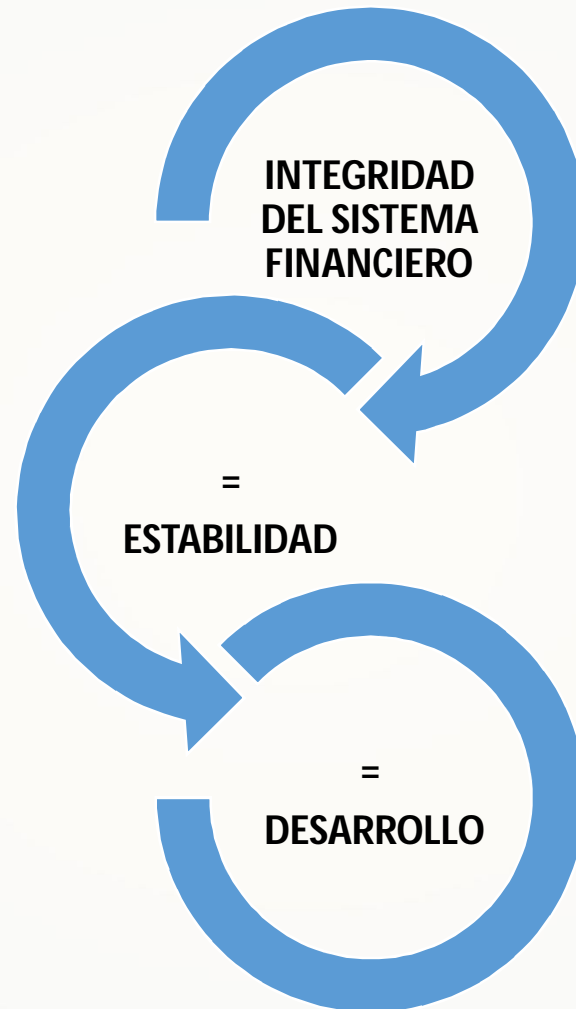 INTEGRIDAD
DEL SISTEMA
FINANCIERO
=
ESTABILIDAD
=
DESARROLLO